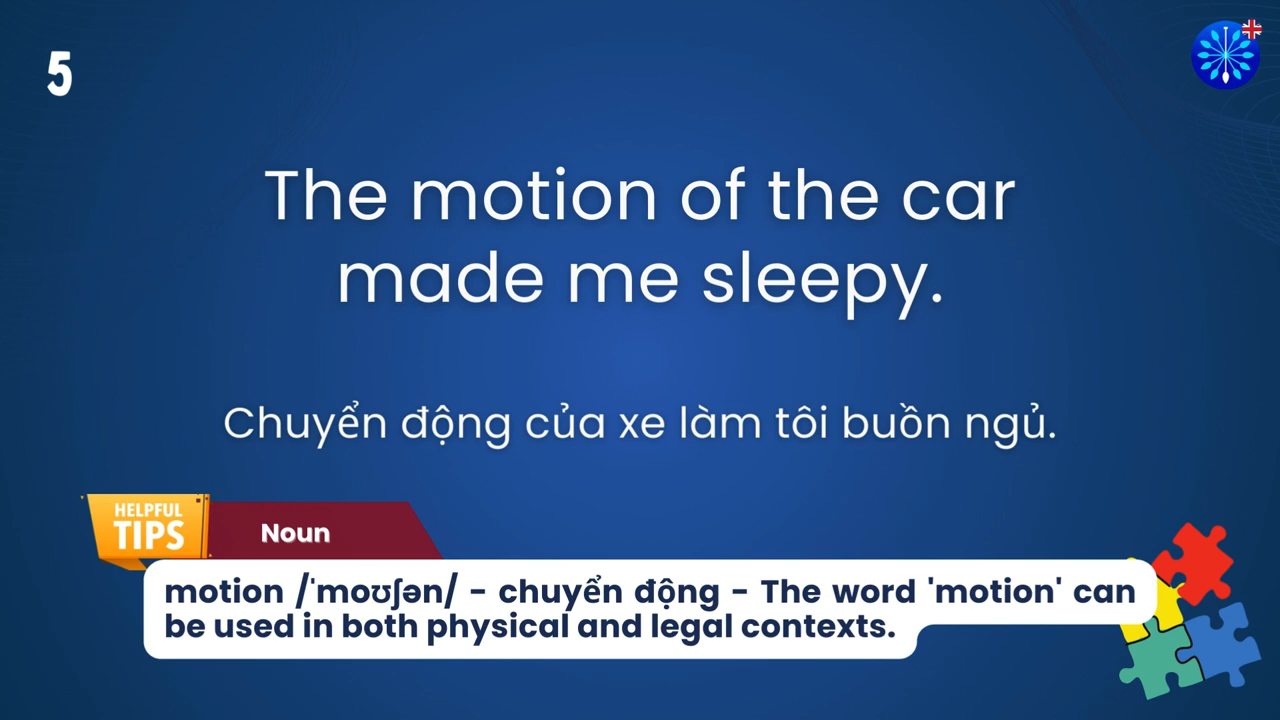 5
The motion of the car
made me sleepy.
Chuyển động của xe làm tôi buồn ngủ.
HELPFUL
TIPS
Noun
motion /ˈmoʊʃən/ - chuyển động - The word 'motion' can
be used in both physical and legal contexts.